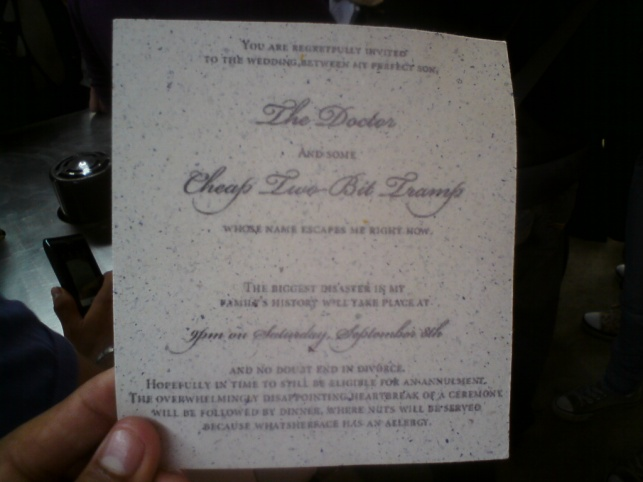 You are regretfully invited
to the wedding between my perfect son,
The Doctor
And some
Cheap Two-Bit Tramp
whose name escapes me right now.
The biggest disaster in my
family's history will take place at
9pm on Saturday, September 8th
and no doubt end in divorce.
Hopefully in time to still be eligible for an annulment.
The overwhelmingly disappointing heartbreak of a ceremony
will be followed by dinner, where nuts will be served
because whatsherface has an allergy.